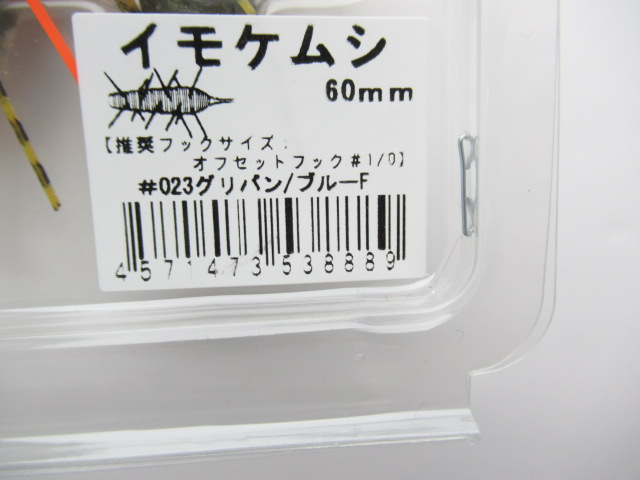 イモケムシ
60mm
【推奨フックサイズ:
オフセットフック#1/0】
#023グリパン/ブルーF
4571473538889